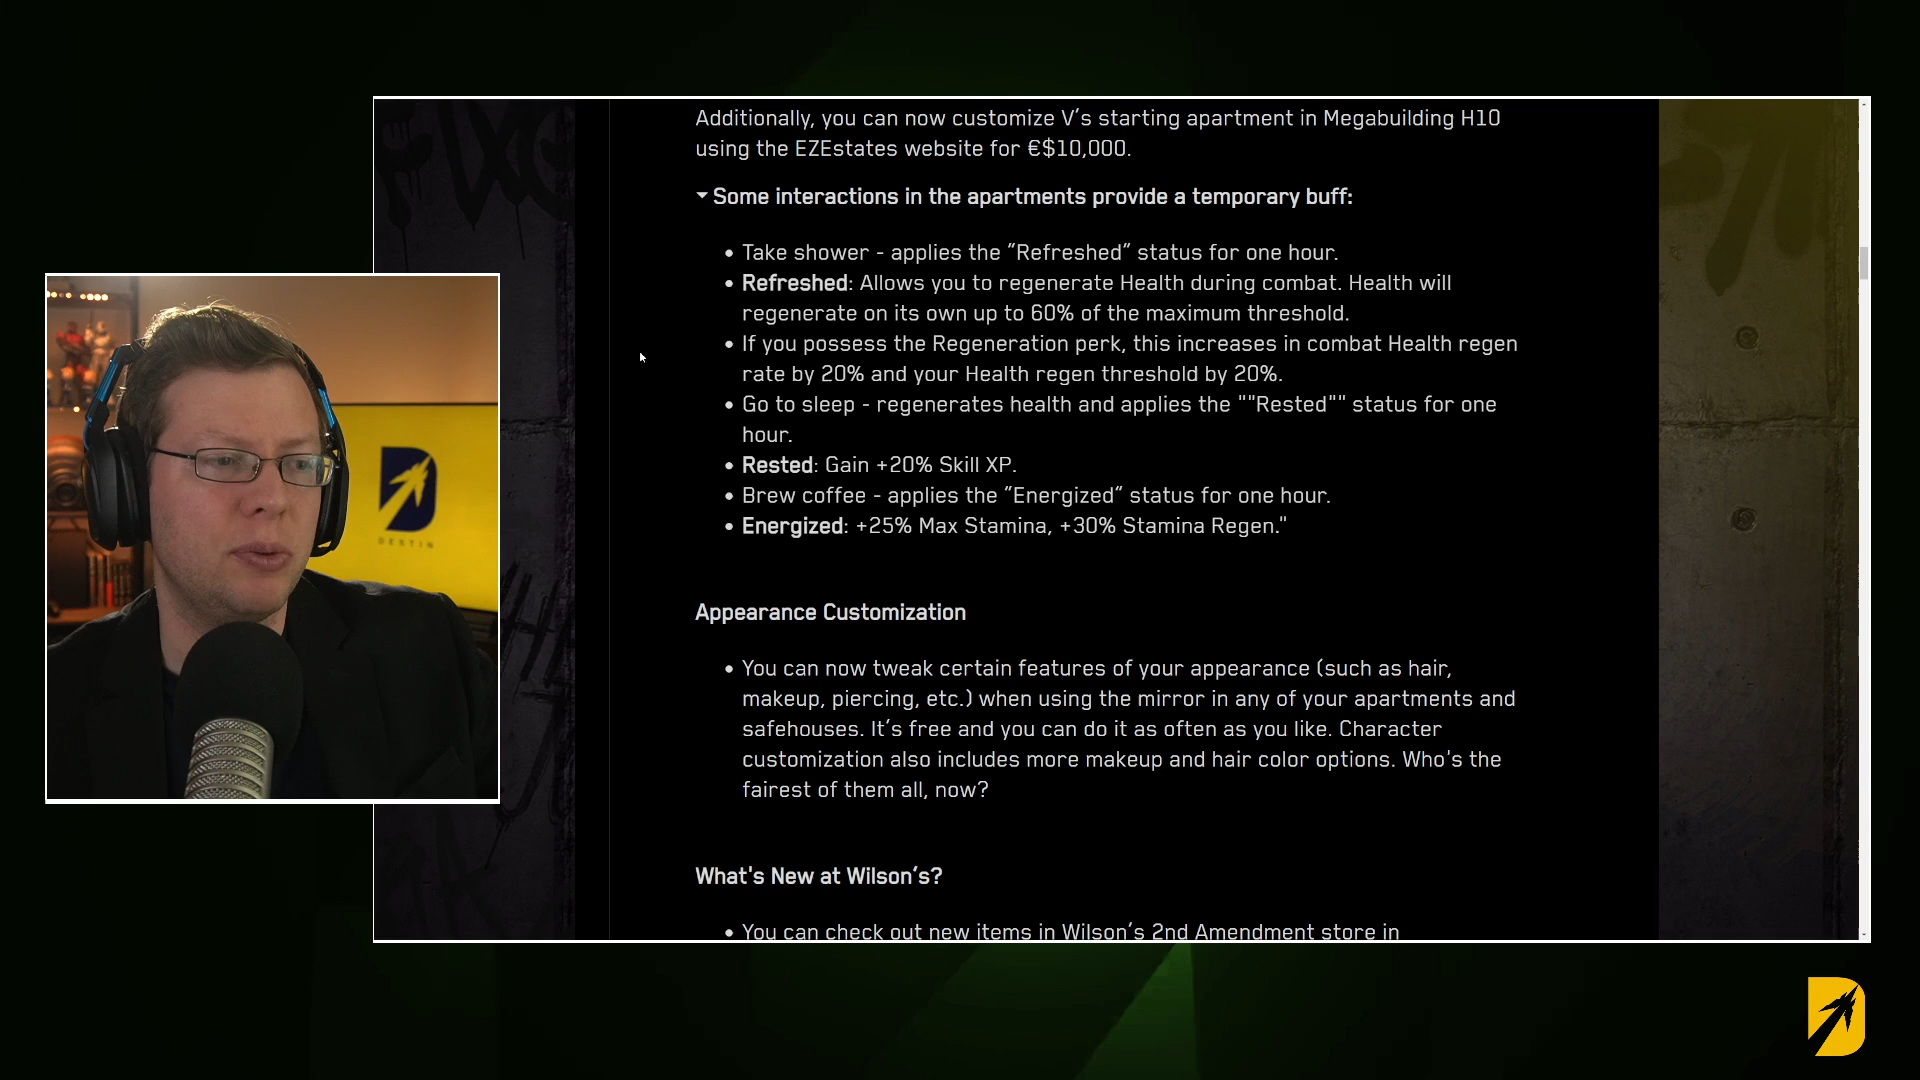 Additionally, you can now customize V’s starting apartment in Megabuilding H10
using the EZEstates website for €$10,000.
Some interactions in the apartments provide a temporary buff:
Take shower - applies the “Refreshed” status for one hour.
Refreshed: Allows you to regenerate Health during combat. Health will
regenerate on its own up to 60% of the maximum threshold.
If you possess the Regeneration perk, this increases in combat Health regen
rate by 20% and your Health regen threshold by 20%.
Go to sleep - regenerates health and applies the ""Rested"" status for one
hour.
Rested: Gain +20% Skill XP.
Brew coffee - applies the “Energized” status for one hour.
Energized: +25% Max Stamina, +30% Stamina Regen."
DESTIN
Appearance Customization
You can now tweak certain features of your appearance (such as hair,
makeup, piercing, etc.) when using the mirror in any of your apartments and
safehouses. It’s free and you can do it as often as you like. Character
customization also includes more makeup and hair color options. Who's the
fairest of them all, now?
What's New at Wilson’s?
You can check out new items in Wilson’s 2nd Amendment store in